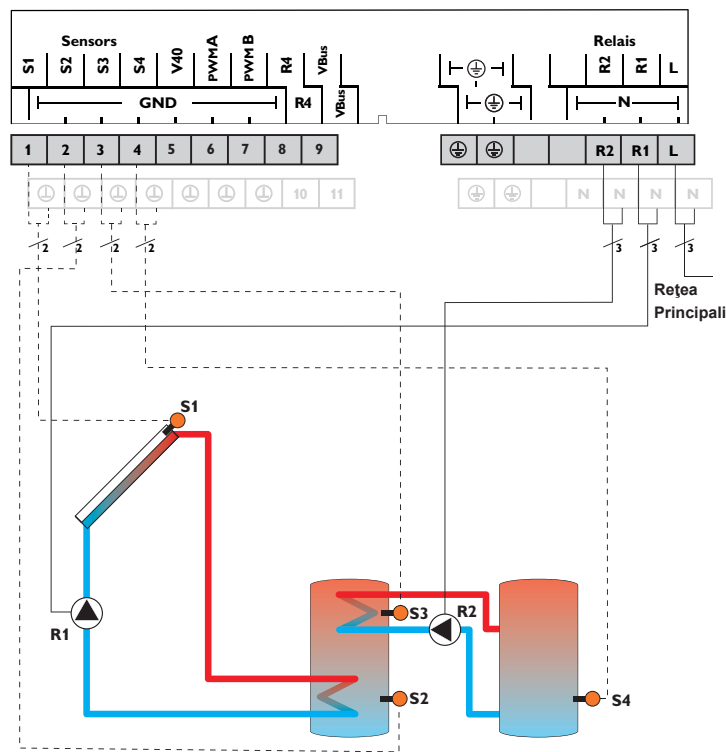 Sensors
Relais
S1 S2 S3 S4 V40 PWM A PWM B R4 VBus
R2 R1 L
GND R4 VBus
N
1 2 3 4 5 6 7 8 9
R2 R1 L
10 11
N N N N
2 2 2 2
3 3 3
Reţea
Principali
S1
S3
R2
R1
S2
S4